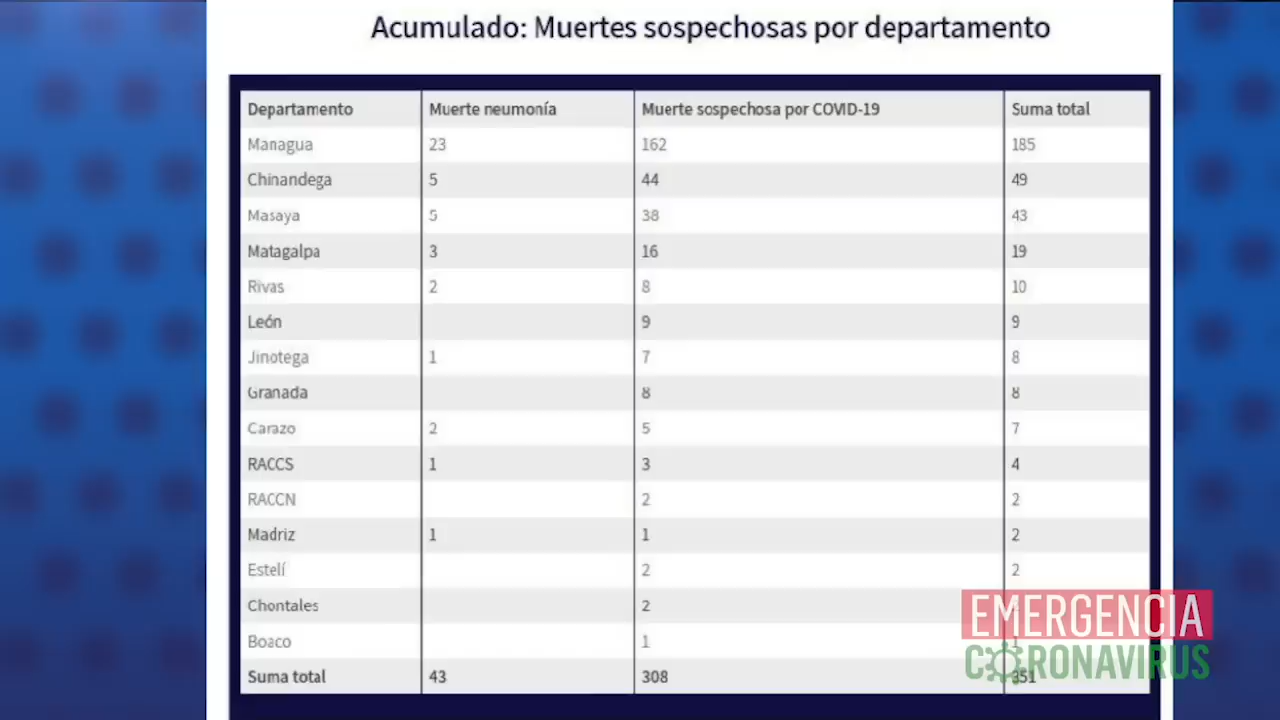 Acumulado: Muertes sospechosas por departamento
Departamento Muerte neumonía Muerte sospechosa por COVID-19 Suma total
Managua 23 162 185
Chinandega 5 44 49
Masaya 5 38 43
Matagalpa 3 16 19
Rivas 2 8 10
León 9 9
Jinotega 1 7 8
Granada 8 8
Carazo 2 5 7
RACCS 1 3 4
RACCN 2 2
Madriz 1 1 2
Estelí 2 2
Chontales 2
Boaco 1 1
Suma total 43 308 351
EMERGENCIA
CORONAVIRUS